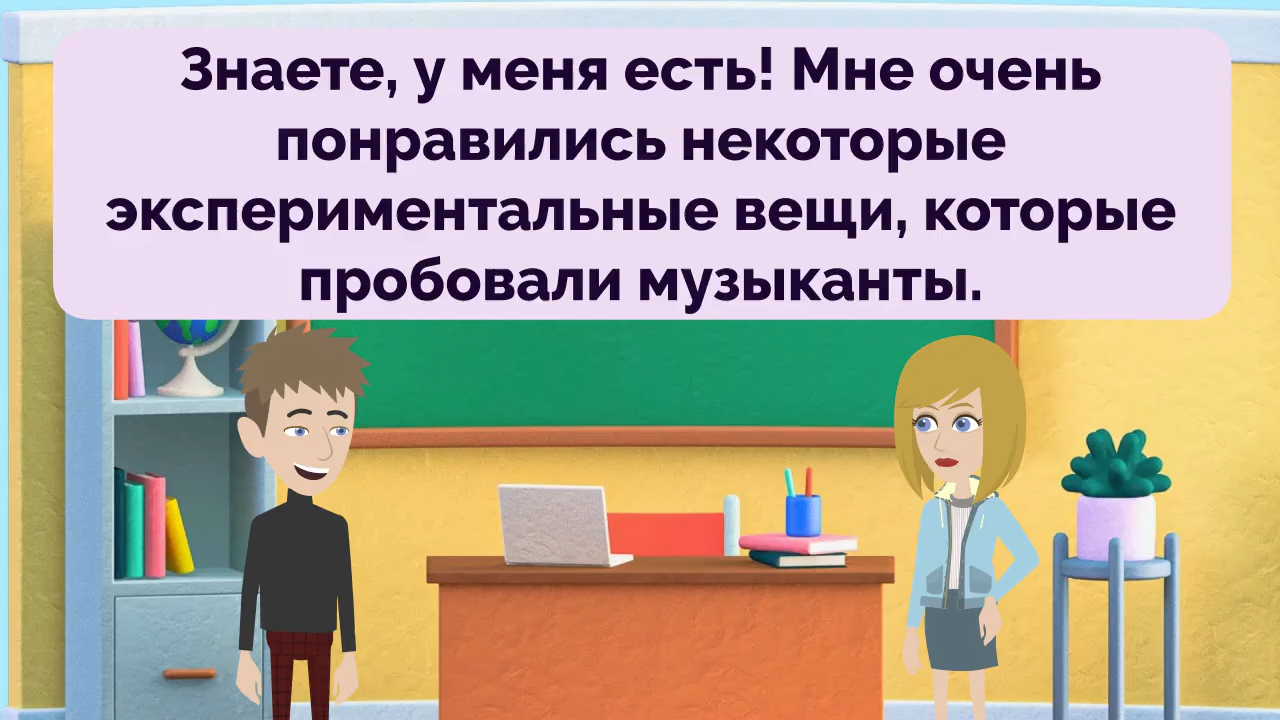 Знаете, у меня есть! Мне очень
понравились некоторые
экспериментальные вещи, которые
пробовали музыканты.